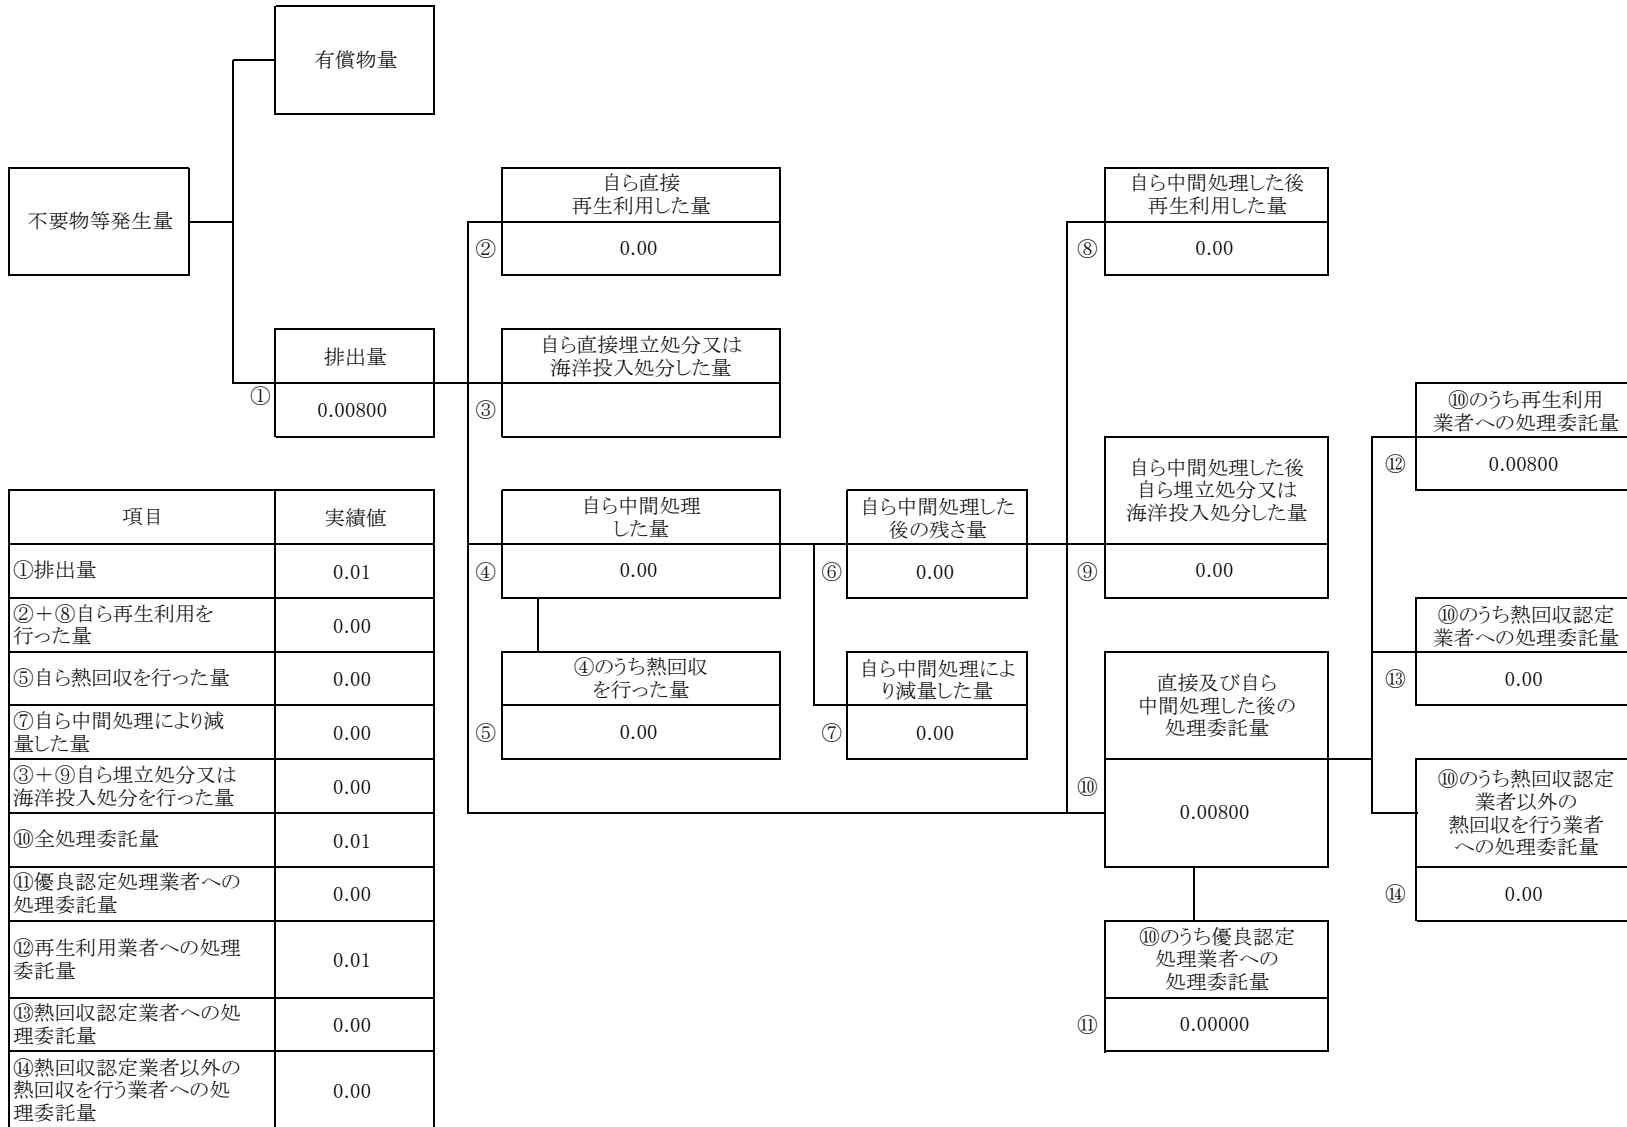 有償物量
不要物等発生量
自ら直接
再生利用した量
②
0.00
自ら中間処理した後
再生利用した量
⑧
0.00
排出量
①
0.00800
自ら直接埋立処分又は
海洋投入処分した量
③
⑩のうち再生利用
業者への処理委託量
⑫
0.00800
自ら中間処理
した量
④
0.00
自ら中間処理した
後の残さ量
⑥
0.00
自ら中間処理した後
自ら埋立処分又は
海洋投入処分した量
⑨
0.00
⑩のうち熱回収認定
業者への処理委託量
⑬
0.00
④のうち熱回収
を行った量
⑤
0.00
自ら中間処理によ
り減量した量
⑦
0.00
直接及び自ら
中間処理した後の
処理委託量
⑩
0.00800
⑩のうち熱回収認定
業者以外の
熱回収を行う業者
への処理委託量
⑭
0.00
⑩のうち優良認定
処理業者への
処理委託量
⑪
0.00000
項目
実績値
①排出量
0.01
②＋⑧自ら再生利用を
行った量
0.00
⑤自ら熱回収を行った量
0.00
⑦自ら中間処理により減
量した量
0.00
③＋⑨自ら埋立処分又は
海洋投入処分を行った量
0.00
⑩全処理委託量
0.01
⑪優良認定処理業者への
処理委託量
0.00
⑫再生利用業者への処理
委託量
0.01
⑬熱回収認定業者への処
理委託量
0.00
⑭熱回収認定業者以外の
熱回収を行う業者への処
理委託量
0.00